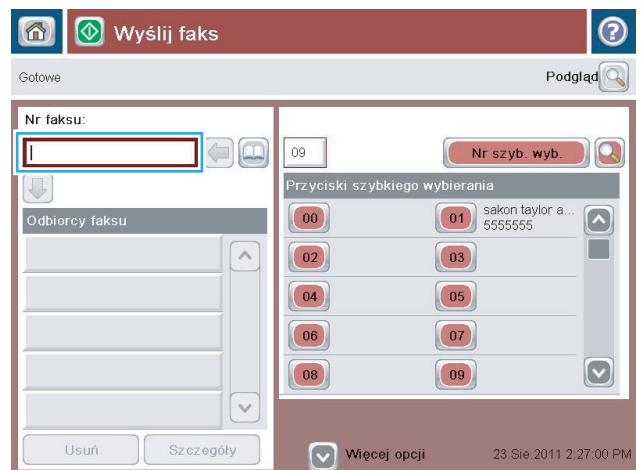 Wyślij faks
?
Gotowe
Podgląd
Nr faksu:
09
Nr szyb. wyb.
Przyciski szybkiego wybierania
Odbiorcy faksu
00
01 sakon taylor a...
5555555
02
03
04
05
06
07
08
09
Usuń
Szczegóły
Więcej opcji
23.Sie.2011 2:27:00 PM